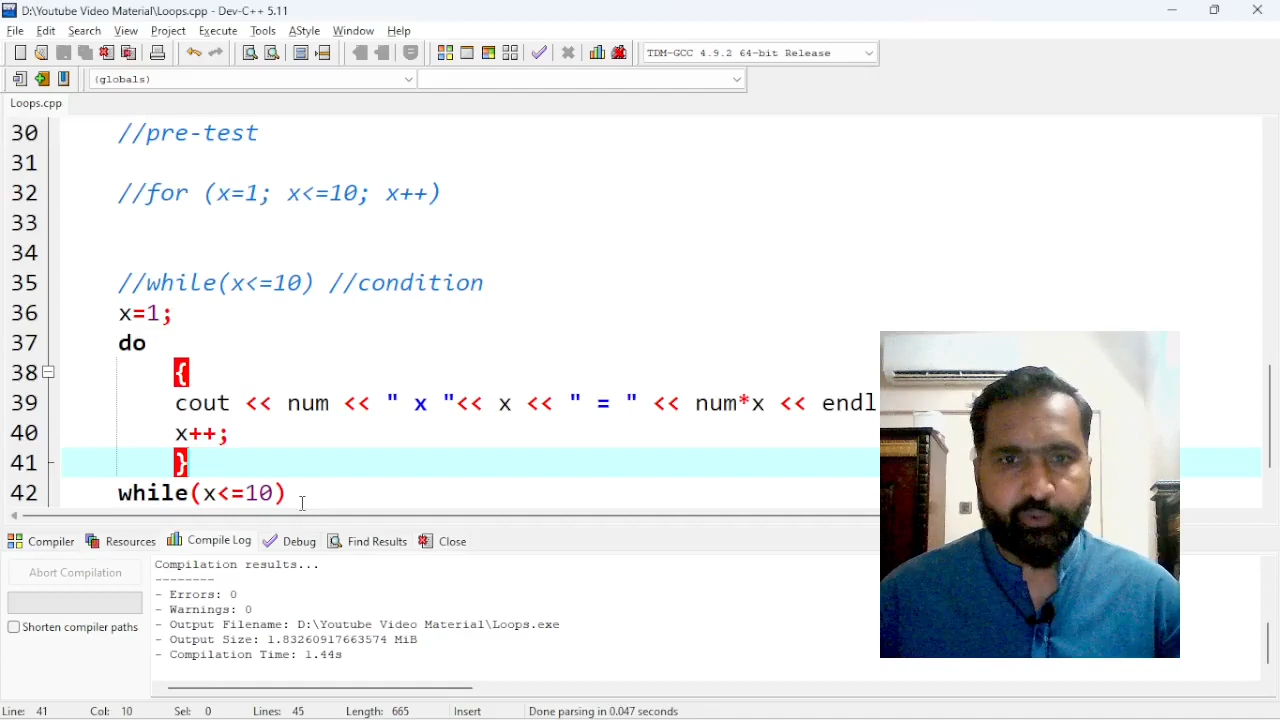 D:\Youtube Video Material\Loops.cpp - Dev-C++ 5.11
File Edit Search View Project Execute Tools AStyle Window Help
TDM-GCC 4.9.2 64-bit Release
(globals)
Loops.cpp
30 //pre-test
31
32 //for (x=1; x<=10; x++)
33
34
35 //while(x<=10) //condition
36 x=1;
37 do
38 {
39 cout << num << " x "<< x << " = " << num*x << endl
40 x++;
41 }
42 while(x<=10)
Compiler Resources Compile Log Debug Find Results Close
Abort Compilation
Shorten compiler paths
Compilation results...
--------
- Errors: 0
- Warnings: 0
- Output Filename: D:\Youtube Video Material\Loops.exe
- Output Size: 1.83260917663574 MiB
- Compilation Time: 1.44s
Line: 41 Col: 10 Sel: 0 Lines: 45 Length: 665 Insert Done parsing in 0.047 seconds